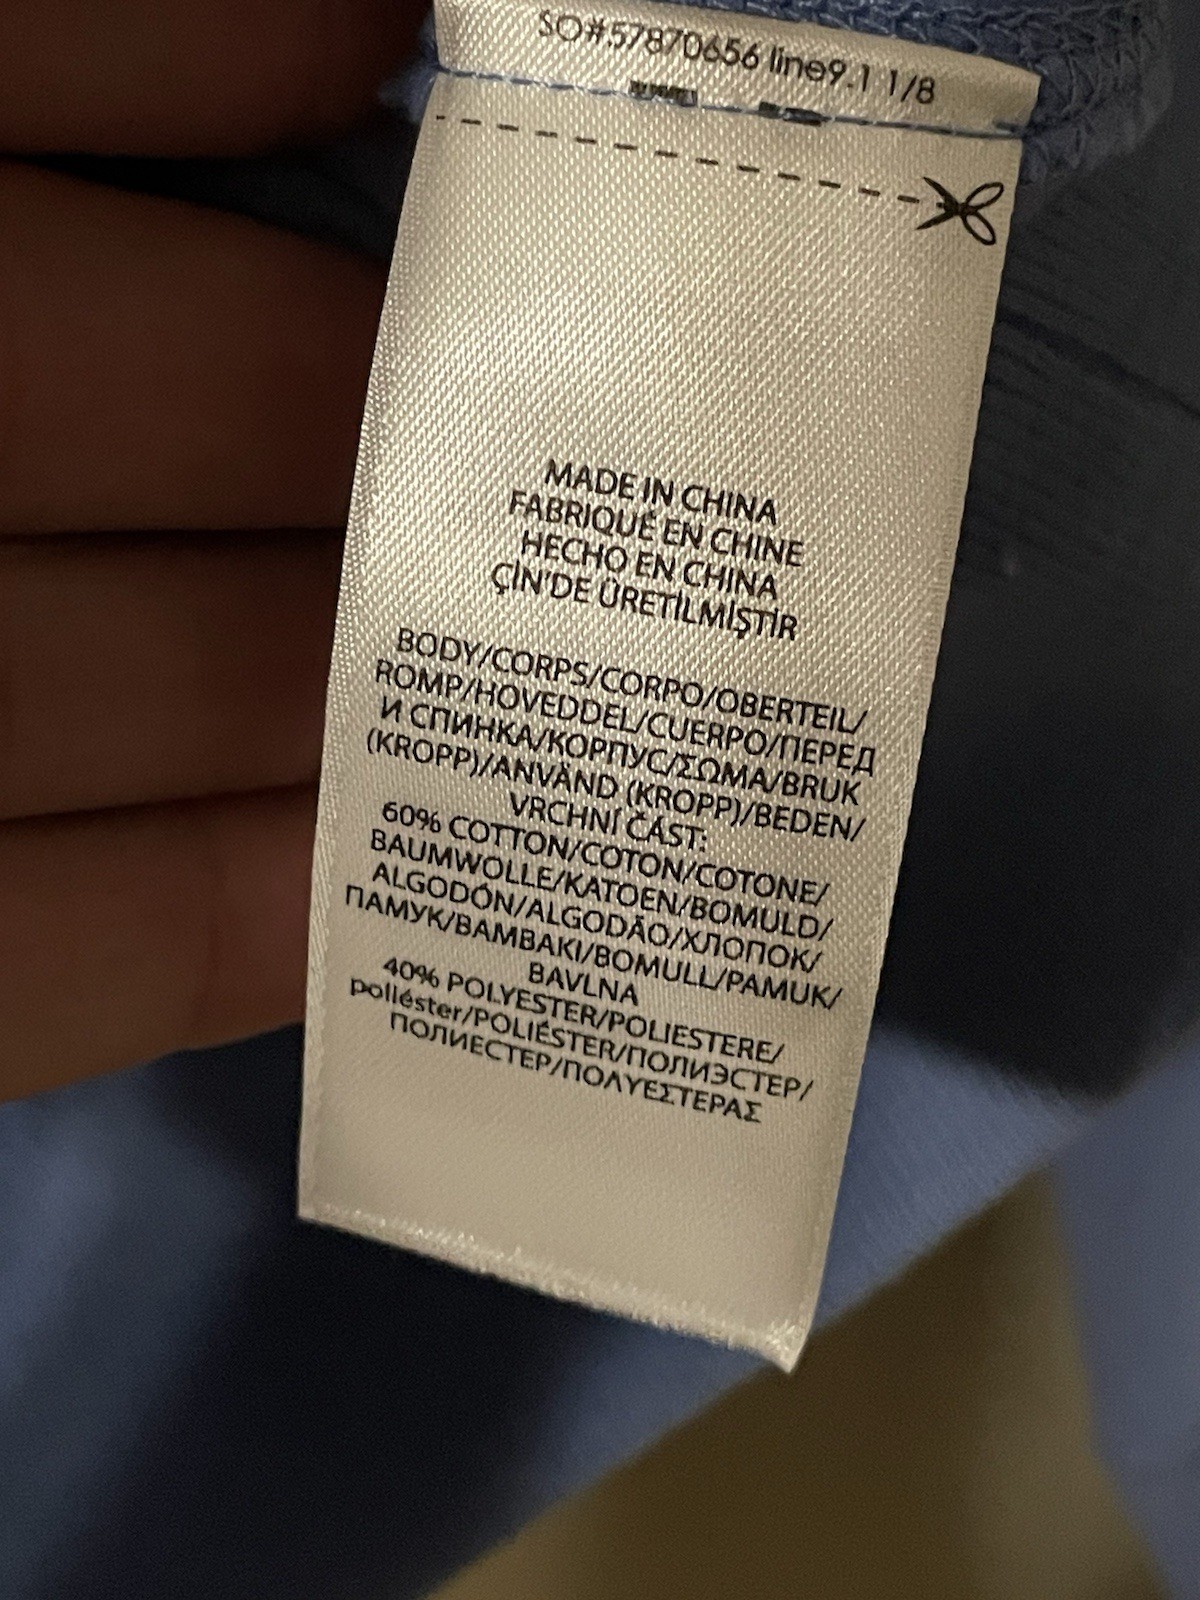 SO#57870656 line9.1 1/8
MADE IN CHINA
FABRIQUÉ EN CHINE
HECHO EN CHINA
ÇİN'DE ÜRETİLMİŞTİR
BODY/CORPS/CORPO/OBERTEIL/
ROMP/HOVEDDEL/CUERPO/ПЕРЕД
И СПИНКА/КОРПУС/ΣΩΜΑ/BRUK
(KROPP)/ANVÄND (KROPP)/BEDEN/
VRCHNÍ ČÁST:
60% COTTON/COTON/COTONE/
BAUMWOLLE/KATOEN/BOMULD/
ALGODÓN/ALGODÃO/ХЛОПОК/
ПАМУК/ΒΑΜΒΑΚΙ/BOMULL/PAMUK/
BAVLNA
40% POLYESTER/POLIESTERE/
poliéster/POLIÉSTER/ПОЛИЭСТЕР/
ПОЛИЕСТЕР/ΠΟΛΥΕΣΤΕΡΑΣ